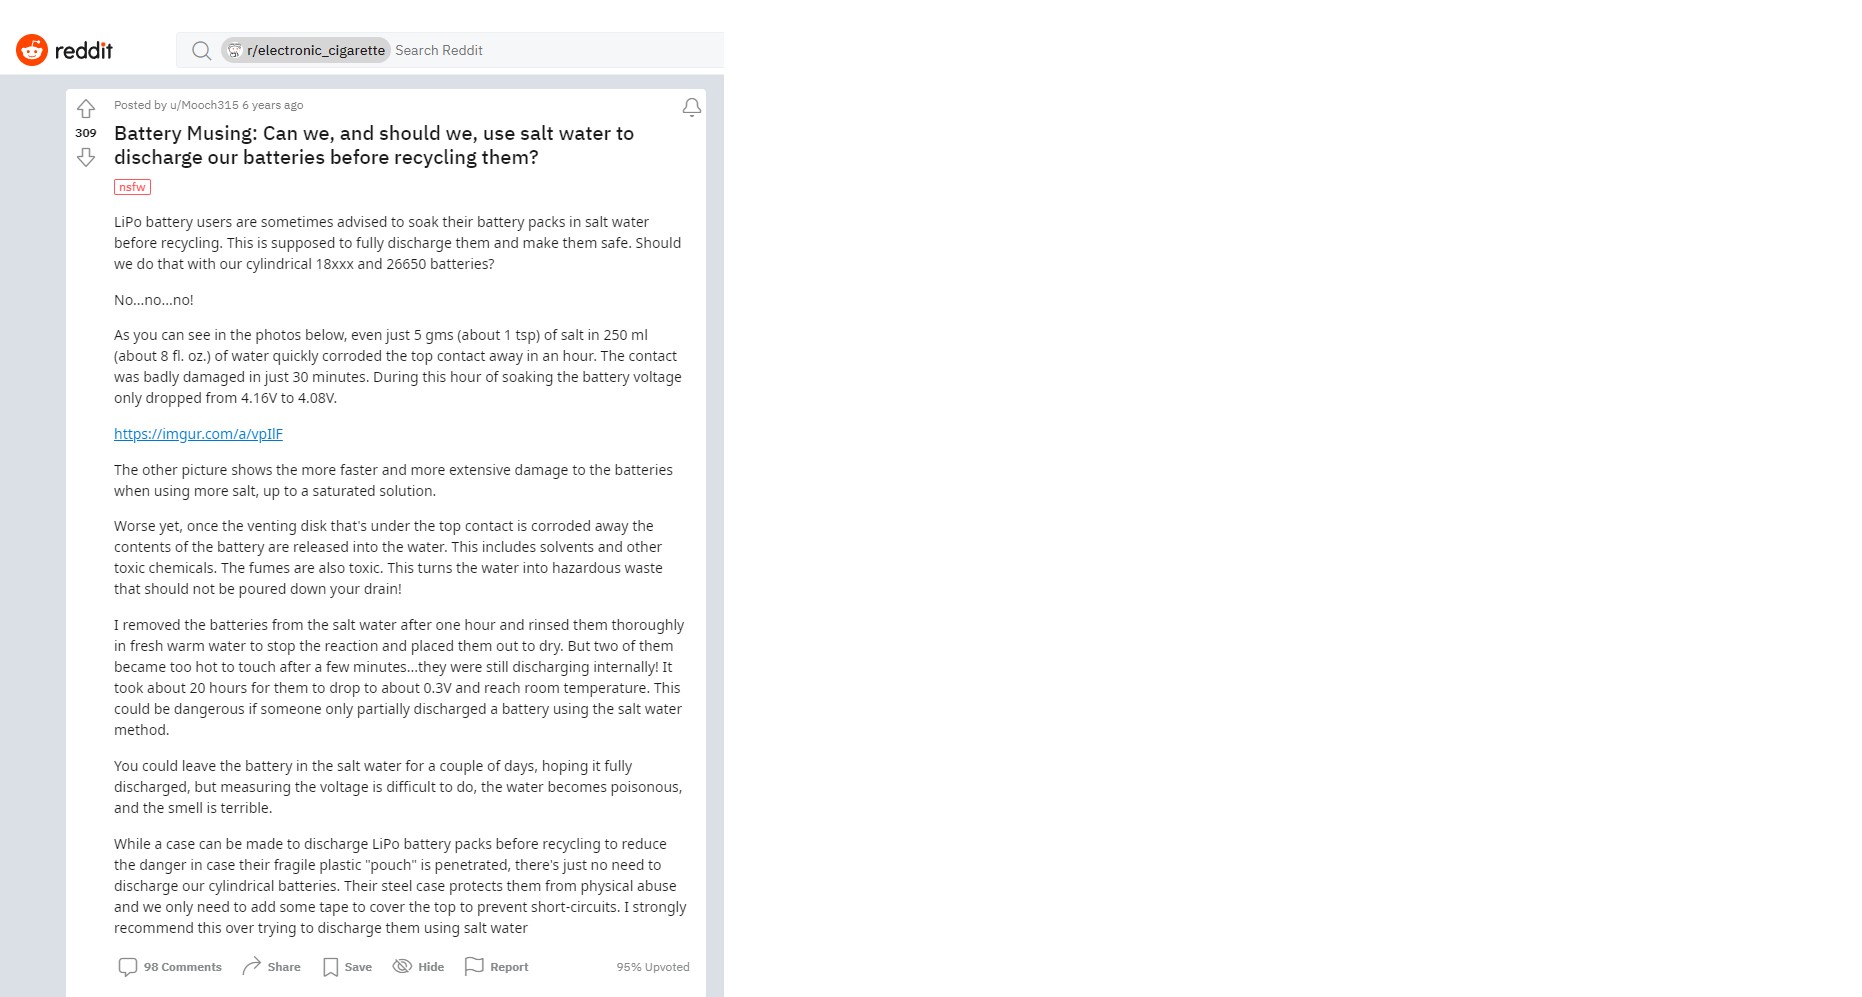 reddit
r/electronic_cigarette Search Reddit
Posted by u/Mooch315 6 years ago
309
Battery Musing: Can we, and should we, use salt water to
discharge our batteries before recycling them?
nsfw
LiPo battery users are sometimes advised to soak their battery packs in salt water
before recycling. This is supposed to fully discharge them and make them safe. Should
we do that with our cylindrical 18xxx and 26650 batteries?
No...no...no!
As you can see in the photos below, even just 5 gms (about 1 tsp) of salt in 250 ml
(about 8 fl. oz.) of water quickly corroded the top contact away in an hour. The contact
was badly damaged in just 30 minutes. During this hour of soaking the battery voltage
only dropped from 4.16V to 4.08V.
https://imgur.com/a/vpIlF
The other picture shows the more faster and more extensive damage to the batteries
when using more salt, up to a saturated solution.
Worse yet, once the venting disk that's under the top contact is corroded away the
contents of the battery are released into the water. This includes solvents and other
toxic chemicals. The fumes are also toxic. This turns the water into hazardous waste
that should not be poured down your drain!
I removed the batteries from the salt water after one hour and rinsed them thoroughly
in fresh warm water to stop the reaction and placed them out to dry. But two of them
became too hot to touch after a few minutes...they were still discharging internally! It
took about 20 hours for them to drop to about 0.3V and reach room temperature. This
could be dangerous if someone only partially discharged a battery using the salt water
method.
You could leave the battery in the salt water for a couple of days, hoping it fully
discharged, but measuring the voltage is difficult to do, the water becomes poisonous,
and the smell is terrible.
While a case can be made to discharge LiPo battery packs before recycling to reduce
the danger in case their fragile plastic "pouch" is penetrated, there's just no need to
discharge our cylindrical batteries. Their steel case protects them from physical abuse
and we only need to add some tape to cover the top to prevent short-circuits. I strongly
recommend this over trying to discharge them using salt water
98 Comments Share Save Hide Report 95% Upvoted